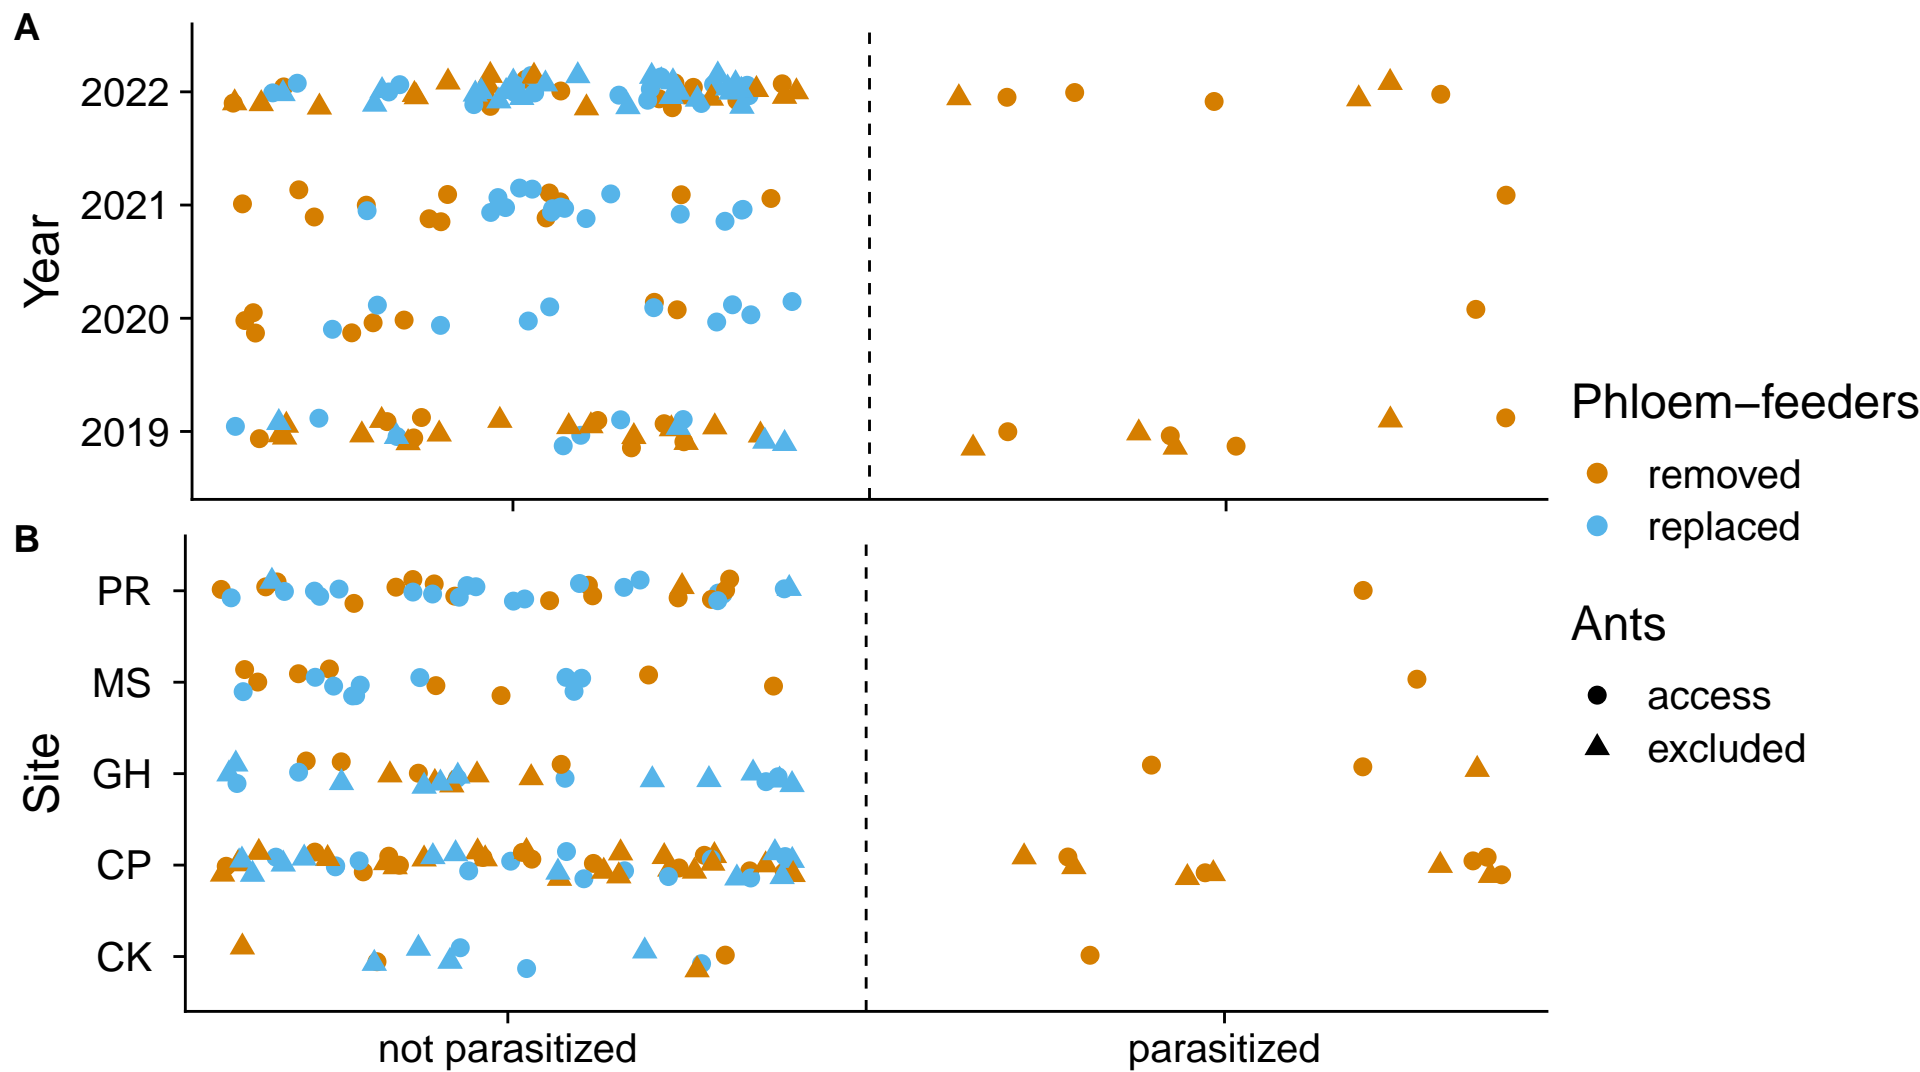 A
Year
2022
2021
2020
2019
B
Site
PR
MS
GH
CP
CK
not parasitized
parasitized
Phloem−feeders
removed
replaced
Ants
access
excluded